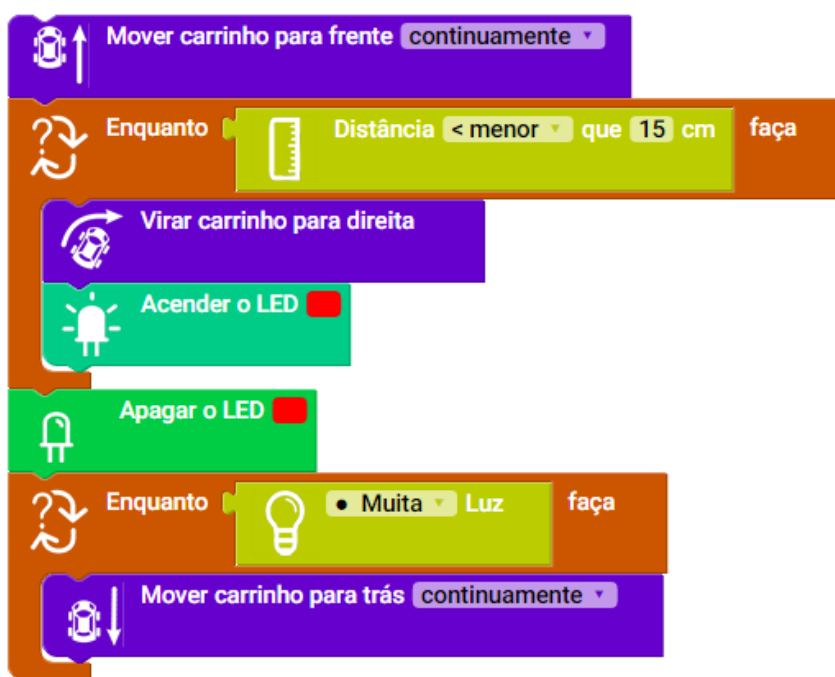 Mover carrinho para frente continuamente
Enquanto Distância < menor que 15 cm faça
Virar carrinho para direita
Acender o LED
Apagar o LED
Enquanto • Muita Luz faça
Mover carrinho para trás continuamente